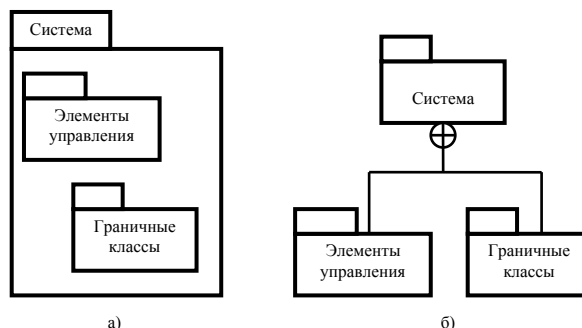 Система
Элементы
управления
Граничные
классы
а)
Система
Элементы
управления
Граничные
классы
б)